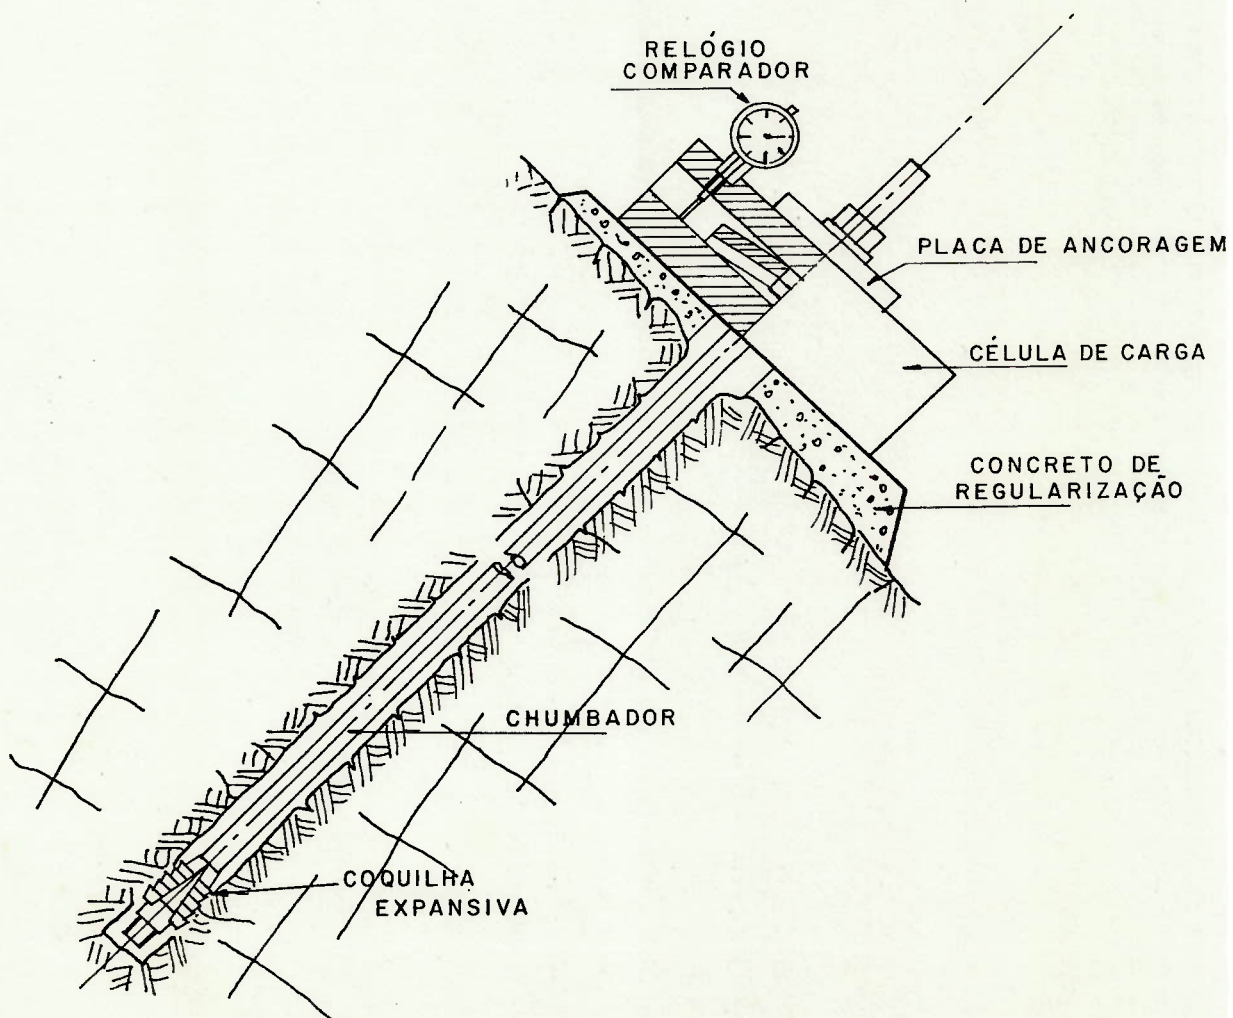 RELÓGIO
COMPARADOR
PLACA DE ANCORAGEM
CÉLULA DE CARGA
CONCRETO DE
REGULARIZAÇÃO
CHUMBADOR
COQUILHA
EXPANSIVA